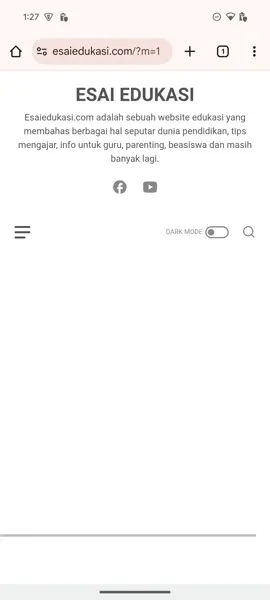 1:27
esaiedukasi.com/?m=1
1
ESAI EDUKASI
Esaiedukasi.com adalah sebuah website edukasi yang
membahas berbagai hal seputar dunia pendidikan, tips
mengajar, info untuk guru, parenting, beasiswa dan masih
banyak lagi.
DARK MODE